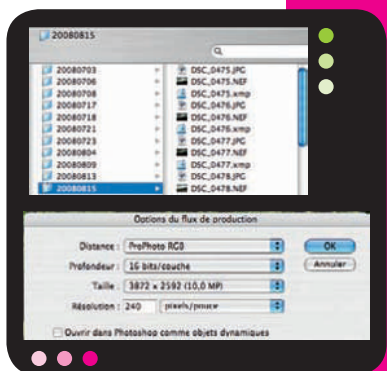 20080815
20080703
20080706
20080708
20080717
20080718
20080721
20080723
20080804
20080809
20080813
20080815
DSC_0475.JPG
DSC_0475.NEF
DSC_0475.xmp
DSC_0476.JPG
DSC_0476.NEF
DSC_0476.xmp
DSC_0477.JPG
DSC_0477.NEF
DSC_0477.xmp
DSC_0478.JPG
DSC_0478.NEF
Options du flux de production
Distance : ProPhoto RGB
OK
Profondeur : 16 bits/couche
Annuler
Taille : 3872 x 2592 (10,0 MP)
Résolution : 240 pixels/pouce
Ouvrir dans Photoshop comme objets dynamiques